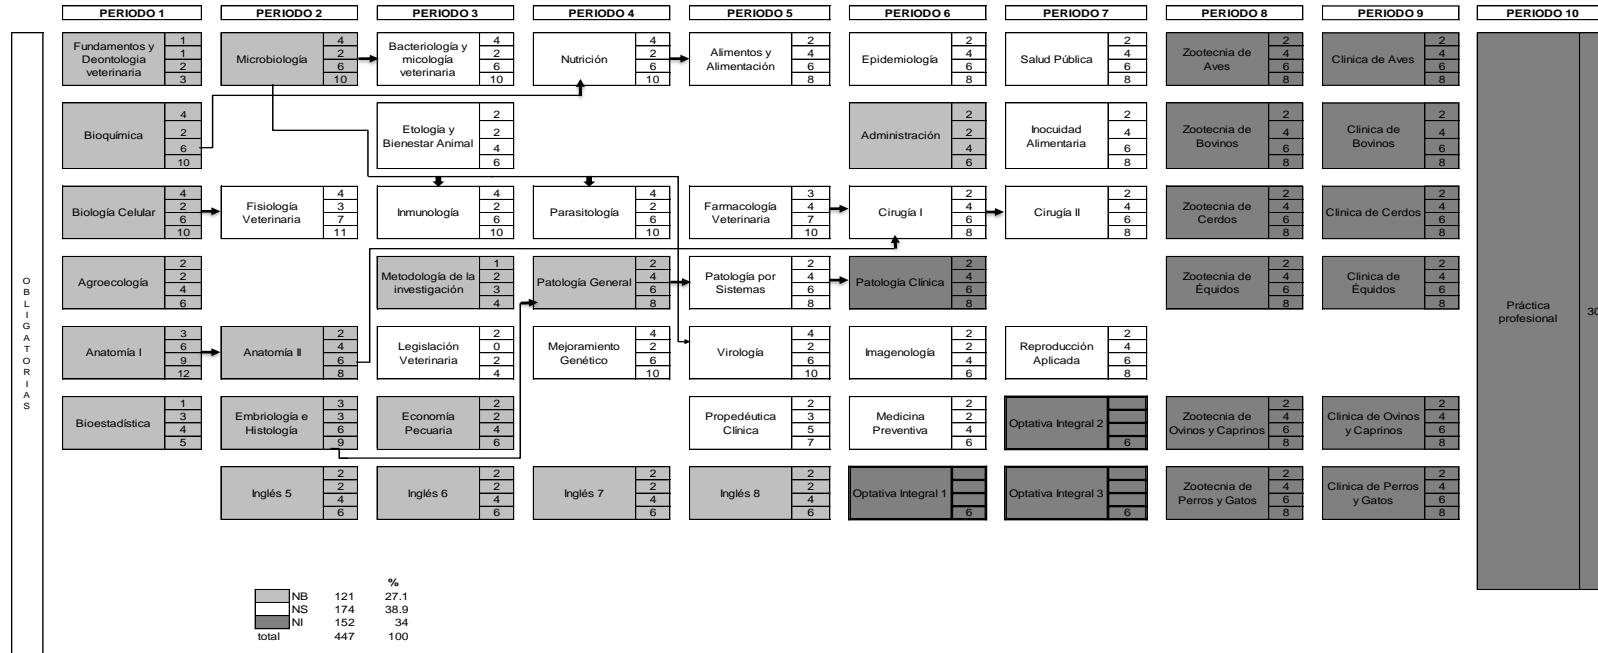 PERIODO 1 PERIODO 2 PERIODO 3 PERIODO 4 PERIODO 5 PERIODO 6 PERIODO 7 PERIODO 8 PERIODO 9 PERIODO 10
OBLIGATORIAS
Fundamentos y
Deontologia
veterinaria
1
1
2
3
Microbiología
4
2
6
10
Bacteriología y
micología
veterinaria
4
2
6
10
Nutrición
4
2
6
10
Alimentos y
Alimentación
2
4
6
8
Epidemiología
2
4
6
8
Salud Pública
2
4
6
8
Zootecnia de
Aves
2
4
6
8
Clinica de Aves
2
4
6
8
Bioquímica
4
2
6
10
Etología y
Bienestar Animal
2
2
4
6
Administración
2
2
4
6
Inocuidad
Alimentaria
2
4
6
8
Zootecnia de
Bovinos
2
4
6
8
Clinica de
Bovinos
2
4
6
8
Biología Celular
4
2
6
10
Fisiología
Veterinaria
4
3
7
11
Inmunología
4
2
6
10
Parasitología
4
2
6
10
Farmacología
Veterinaria
3
4
7
10
Cirugía I
2
4
6
8
Cirugía II
2
4
6
8
Zootecnia de
Cerdos
2
4
6
8
Clinica de Cerdos
2
4
6
8
Agroecología
2
2
4
6
Metodología de la
investigación
1
2
3
4
Patología General
2
4
6
8
Patología por
Sistemas
2
4
6
8
Patología Clínica
2
4
6
8
Zootecnia de
Équidos
2
4
6
8
Clinica de
Équidos
2
4
6
8
Anatomía I
3
6
9
12
Anatomía II
2
4
6
8
Legislación
Veterinaria
2
0
2
4
Mejoramiento
Genético
4
2
6
10
Virología
4
2
6
10
Imagenología
2
2
4
6
Reproducción
Aplicada
2
4
6
8
Bioestadística
1
3
4
5
Embriología e
Histología
3
3
6
9
Economía
Pecuaria
2
2
4
6
Propedéutica
Clínica
2
3
5
7
Medicina
Preventiva
2
2
4
6
Optativa Integral 2
6
Zootecnia de
Ovinos y Caprinos
2
4
6
8
Clinica de Ovinos
y Caprinos
2
4
6
8
Inglés 5
2
2
4
6
Inglés 6
2
2
4
6
Inglés 7
2
2
4
6
Inglés 8
2
2
4
6
Optativa Integral 1
6
Optativa Integral 3
6
Zootecnia de
Perros y Gatos
2
4
6
8
Clinica de Perros
y Gatos
2
4
6
8
Práctica
profesional
30
%
NB 121 27.1
NS 174 38.9
NI 152 34
total 447 100